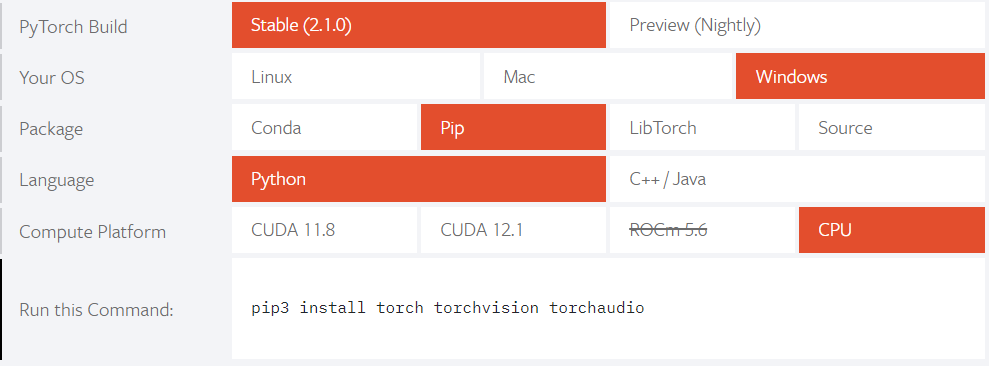 PyTorch Build Stable (2.1.0) Preview (Nightly)
Your OS Linux Mac Windows
Package Conda Pip LibTorch Source
Language Python C++ / Java
Compute Platform CUDA 11.8 CUDA 12.1 ROCm 5.6 CPU
Run this Command: pip3 install torch torchvision torchaudio